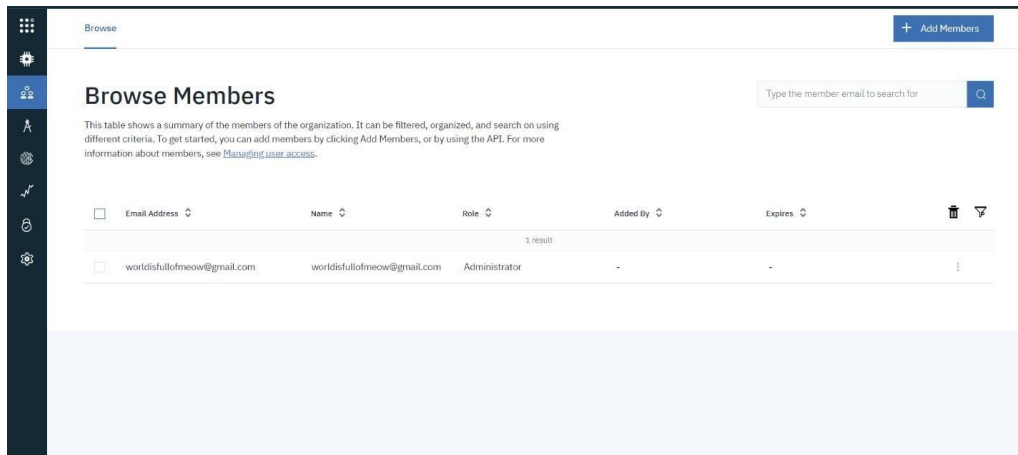 Browse
+ Add Members
Browse Members
Type the member email to search for
This table shows a summary of the members of the organization. It can be filtered, organized, and search on using
different criteria. To get started, you can add members by clicking Add Members, or by using the API. For more
information about members, see Managing user access.
Email Address Name Role Added By Expires
1 result
worldisfullofmeow@gmail.com worldisfullofmeow@gmail.com Administrator - -